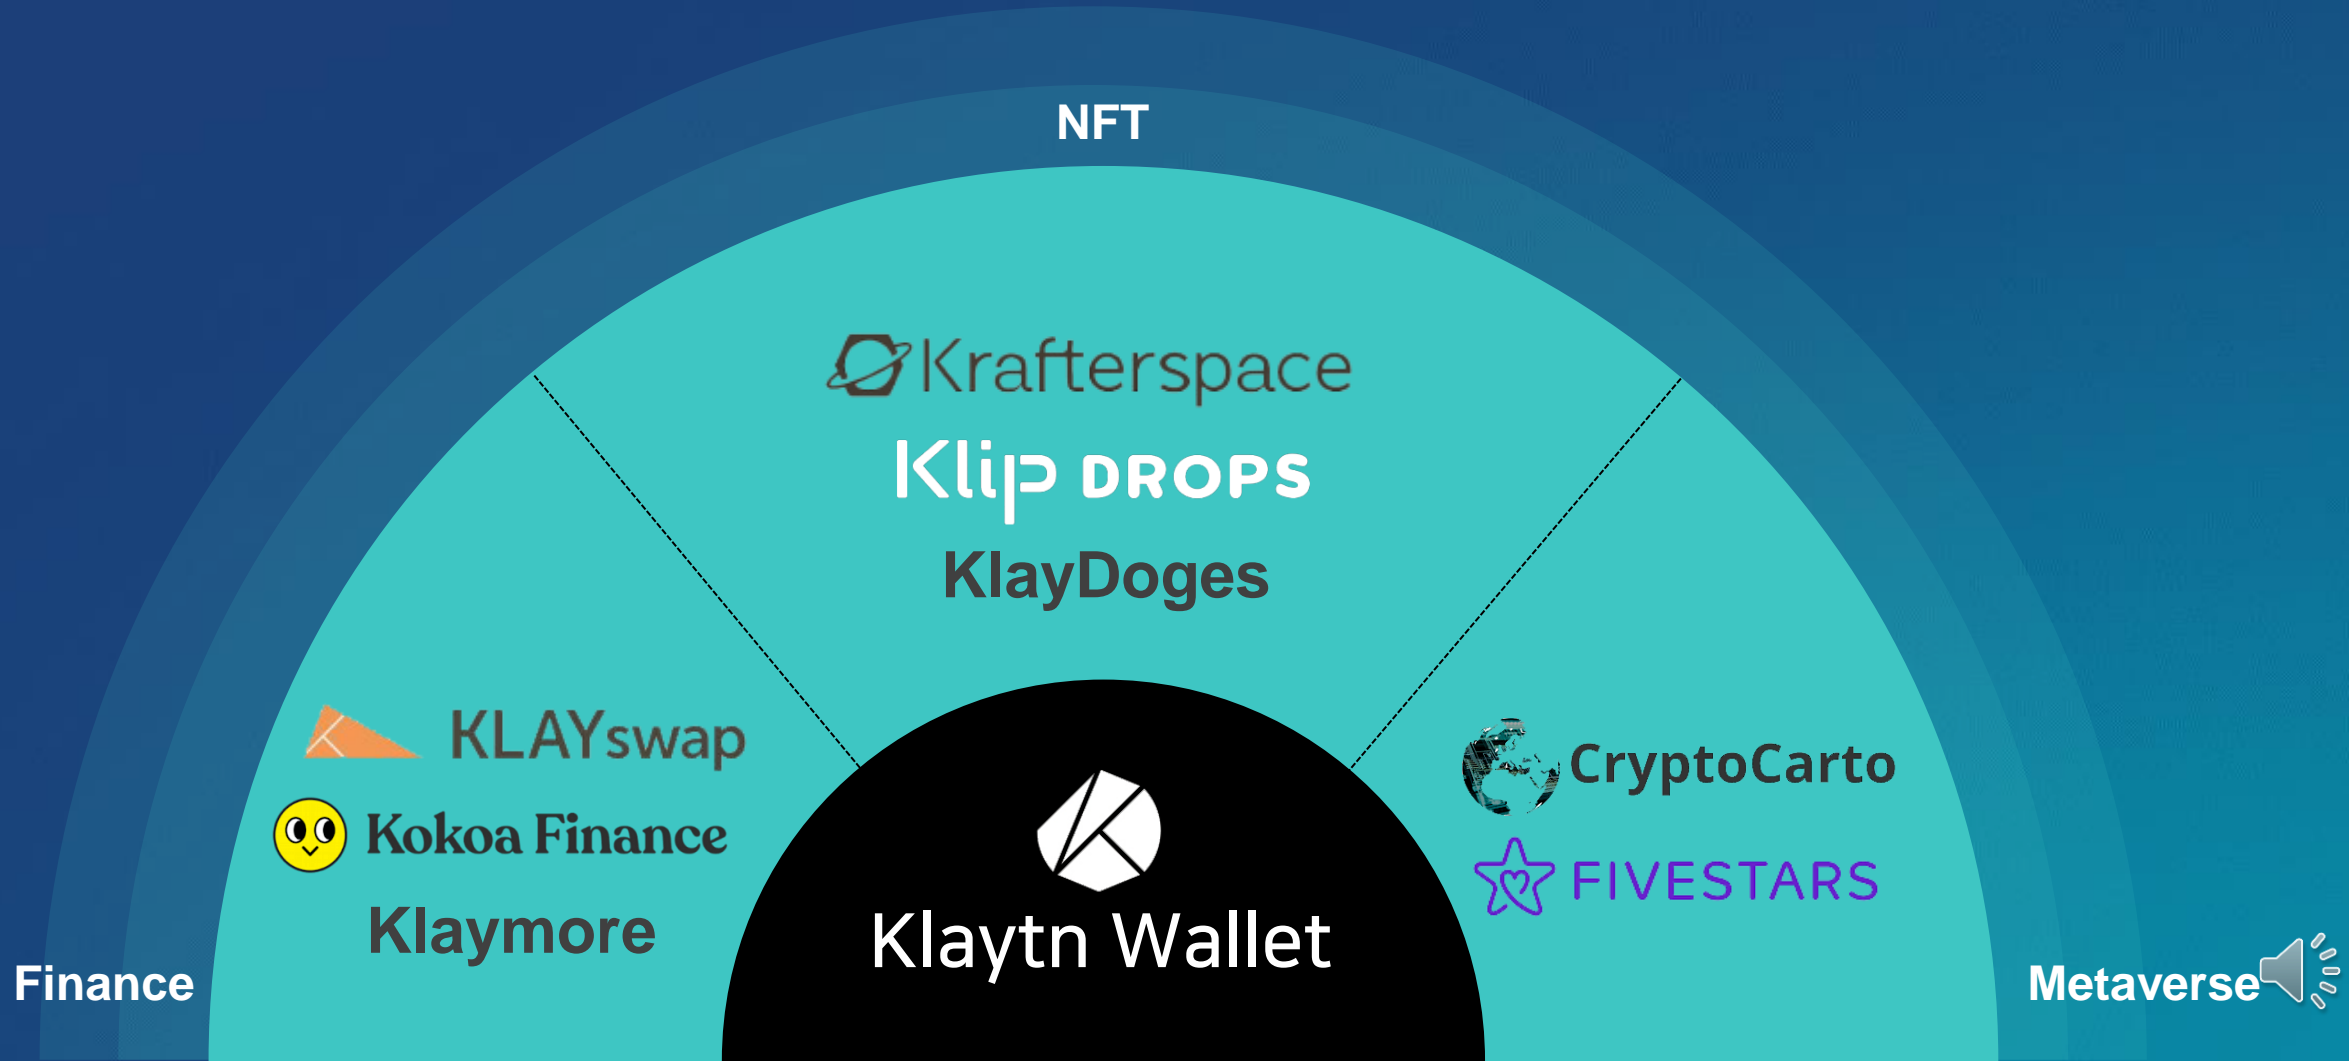 NFT
Krafterspace
Klip DROPS
KlayDoges
KLAYswap
Kokoa Finance
Klaymore
Finance
Klaytn Wallet
CryptoCarto
FIVESTARS
Metaverse